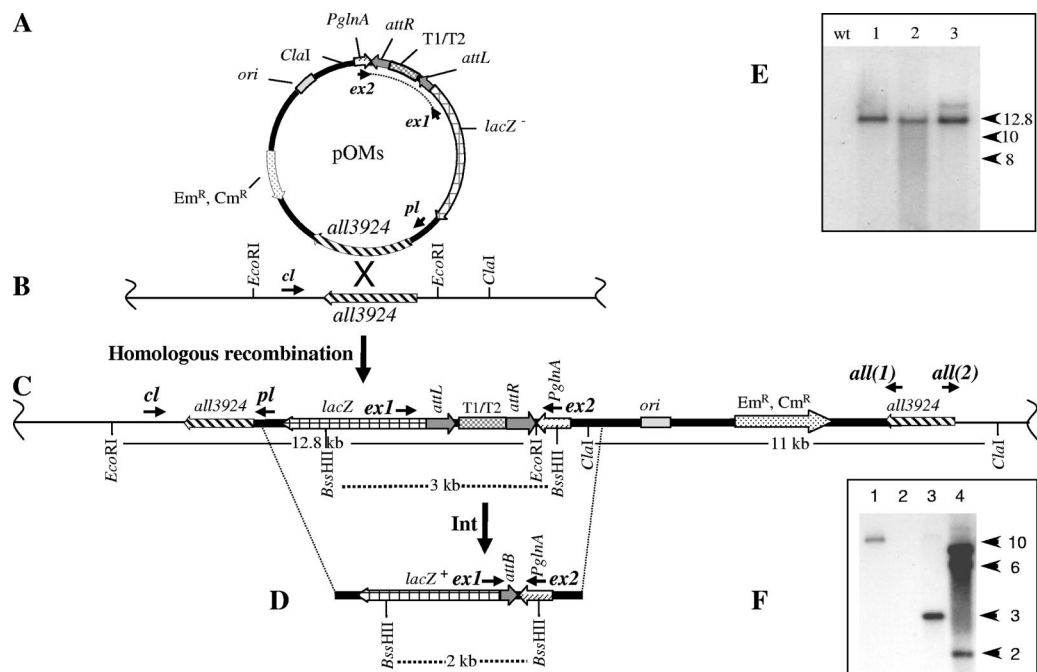 A
PglnA
attR
T1/T2
attL
ClaI
ori
ex2
ex1
lacZ -
pOMs
Em^R, Cm^R
pl
all3924
B
EcoRI
cl
X
EcoRI
ClaI
all3924
Homologous recombination
C
cl
all3924
pl
lacZ
ex1
attL
T1/T2
attR
PglnA
ex2
ori
Em^R, Cm^R
all(1)
all(2)
all3924
EcoRI
12.8 kb
BssHII
EcoRI
BssHII
ClaI
11 kb
ClaI
3 kb
Int
D
lacZ +
ex1
attB
PglnA
ex2
BssHII
BssHII
2 kb
E
wt 1 2 3
12.8
10
8
F
1 2 3 4
10
6
3
2